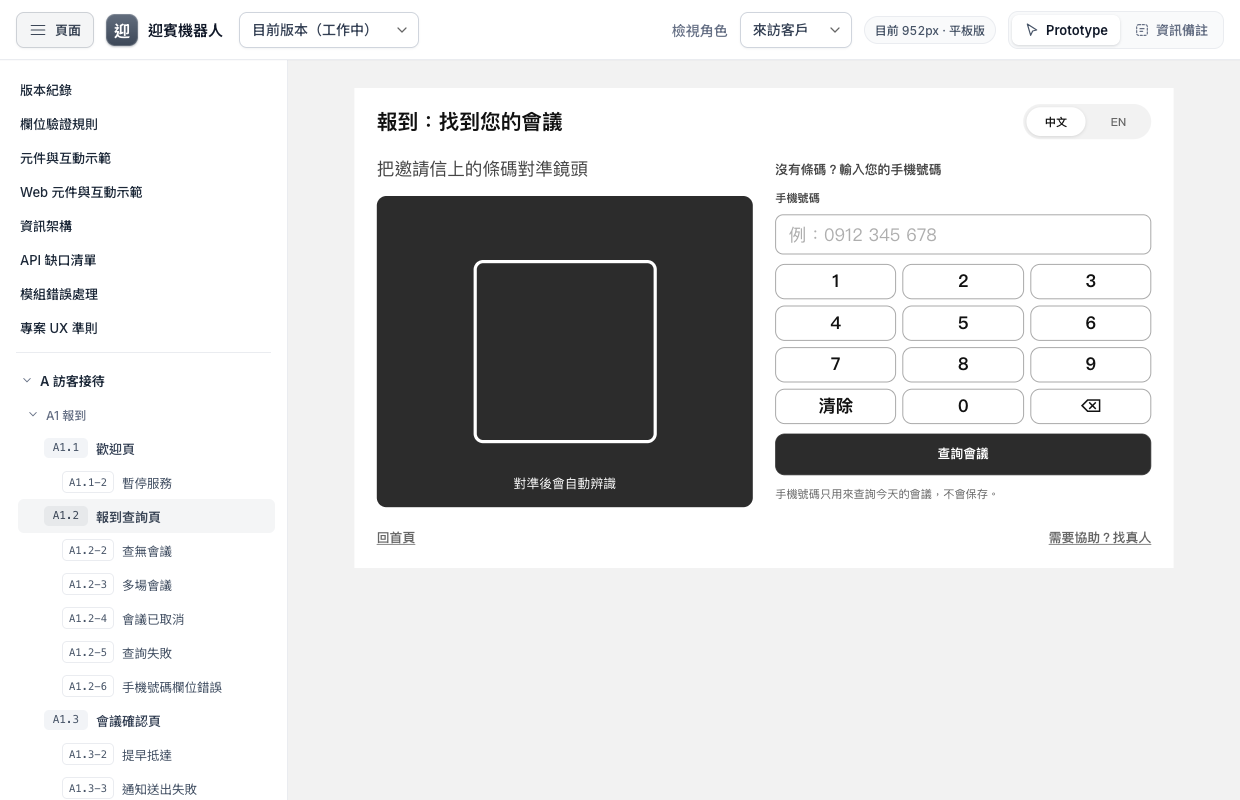 頁面
迎 迎賓機器人
目前版本（工作中）
檢視角色
來訪客戶
目前 952px · 平板版
Prototype
資訊備註
版本紀錄
欄位驗證規則
元件與互動示範
Web 元件與互動示範
資訊架構
API 缺口清單
模組錯誤處理
專案 UX 準則
A 訪客接待
A1 報到
A1.1 歡迎頁
A1.1-2 暫停服務
A1.2 報到查詢頁
A1.2-2 查無會議
A1.2-3 多場會議
A1.2-4 會議已取消
A1.2-5 查詢失敗
A1.2-6 手機號碼欄位錯誤
A1.3 會議確認頁
A1.3-2 提早抵達
A1.3-3 通知送出失敗
報到：找到您的會議
中文 EN
把邀請信上的條碼對準鏡頭
對準後會自動辨識
沒有條碼？輸入您的手機號碼
手機號碼
例：0912 345 678
1 2 3
4 5 6
7 8 9
清除 0
查詢會議
手機號碼只用來查詢今天的會議，不會保存。
回首頁
需要協助？找真人